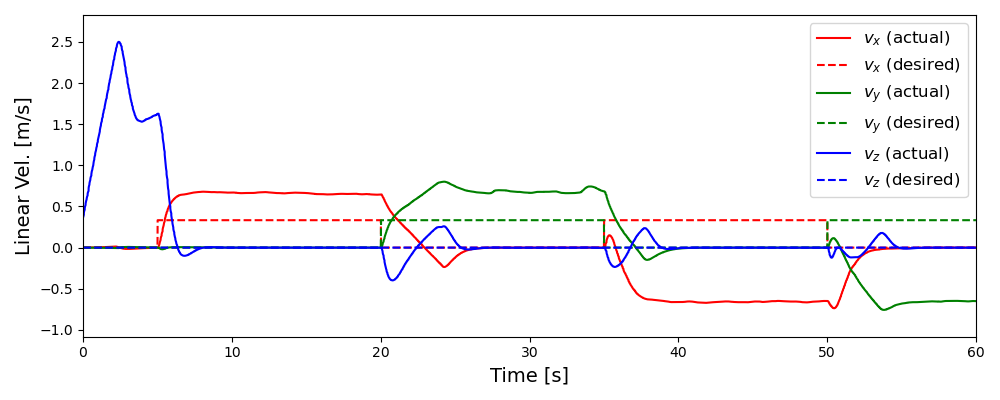 Linear Vel. [m/s]
2.5
2.0
1.5
1.0
0.5
0.0
−0.5
−1.0
v_x (actual)
v_x (desired)
v_y (actual)
v_y (desired)
v_z (actual)
v_z (desired)
0 10 20 30 40 50 60
Time [s]